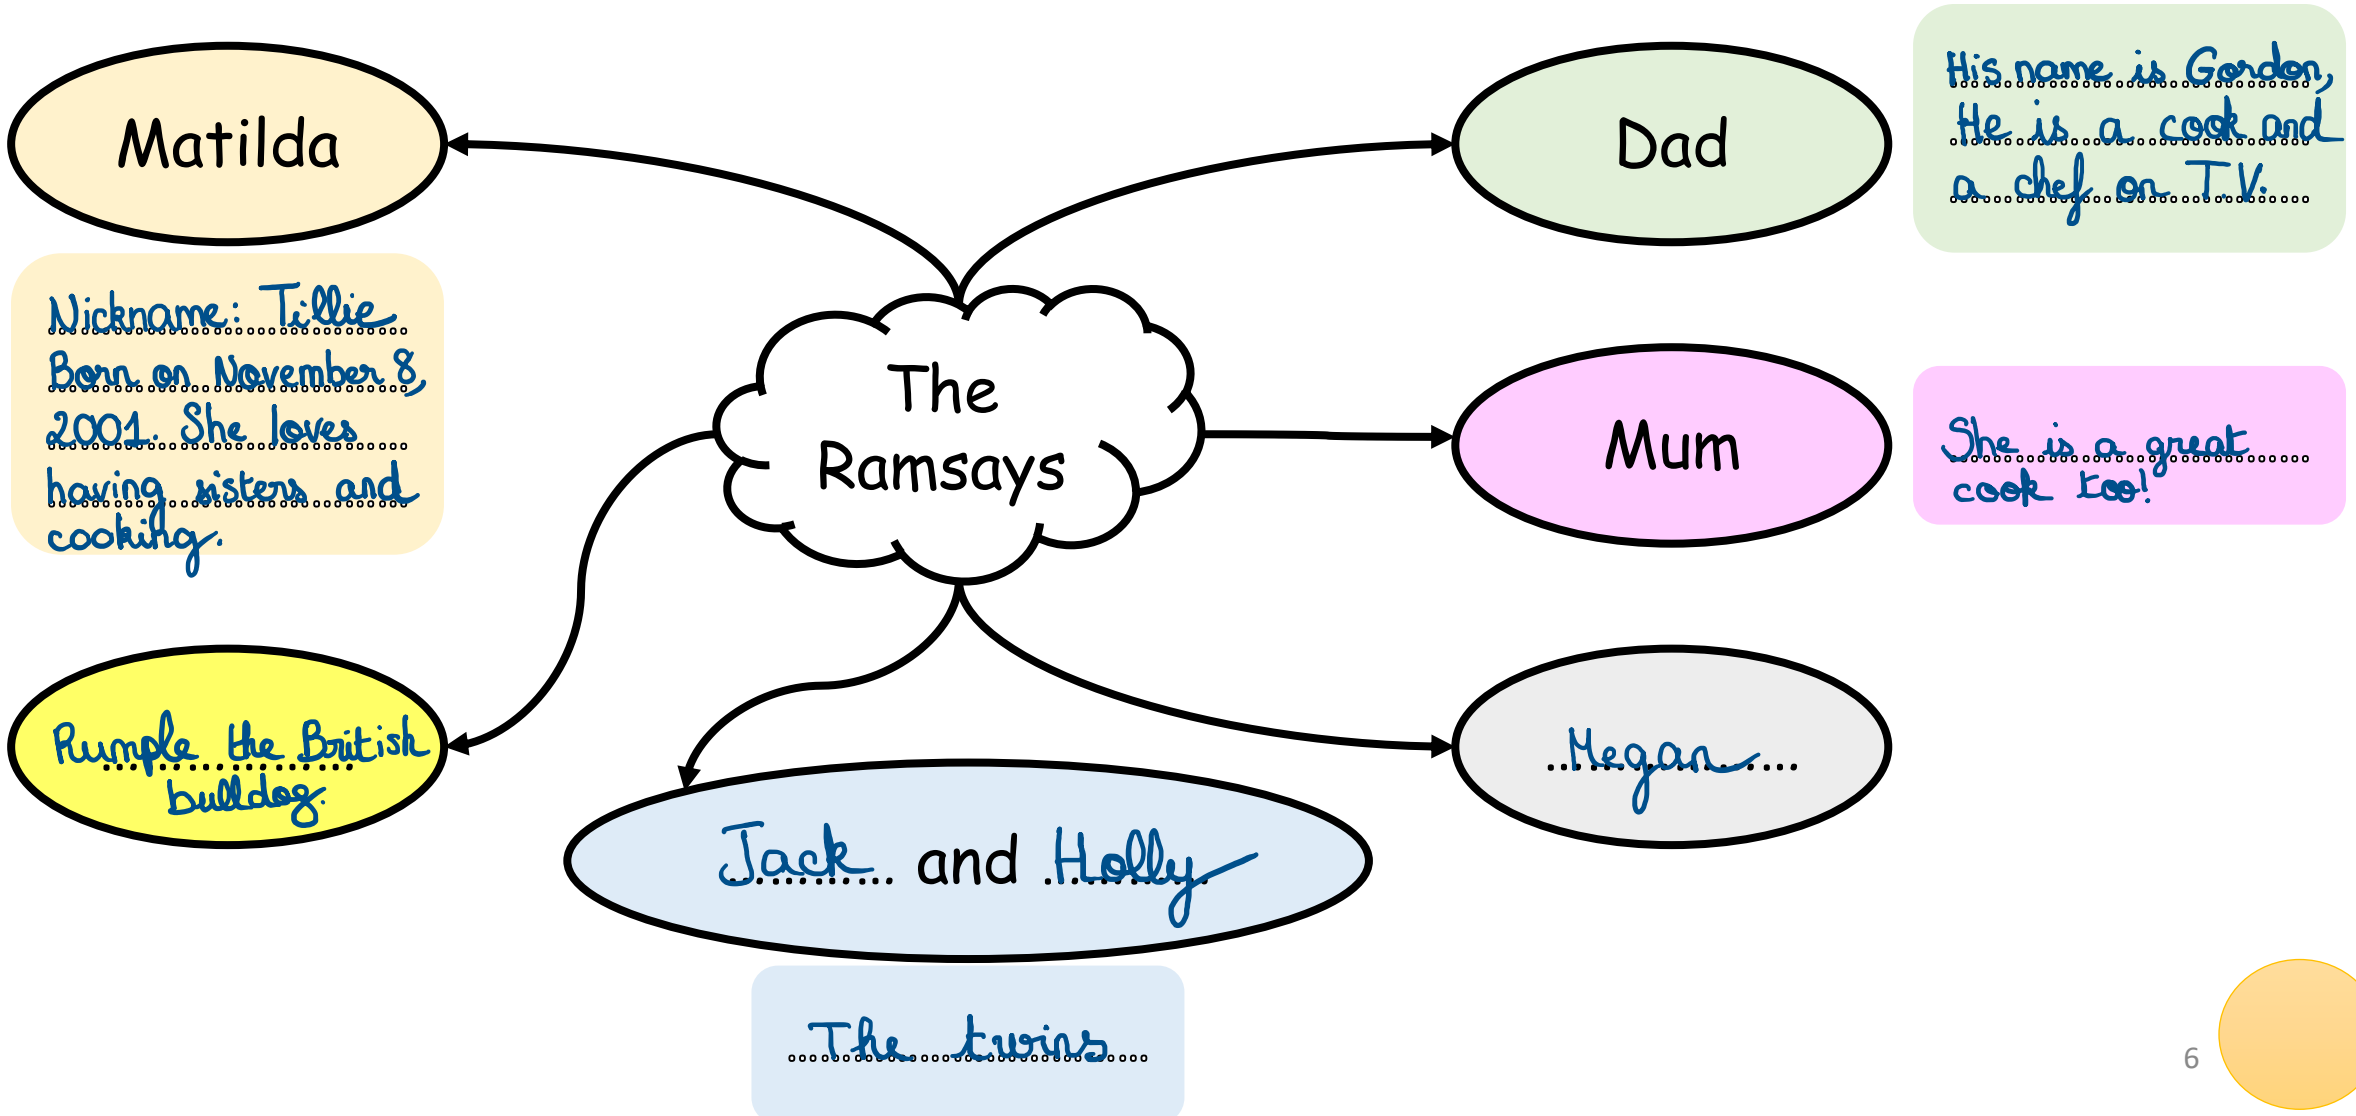 Matilda
Nickname: Tillie
Born on November 8,
2001. She loves
having sisters and
cooking.
Dad
His name is Gordon,
He is a cook and
a chef on T.V.
The
Ramsays
Mum
She is a great
cook too!
Rumple the British
bulldog.
Jack and Holly
The twins
Megan
6